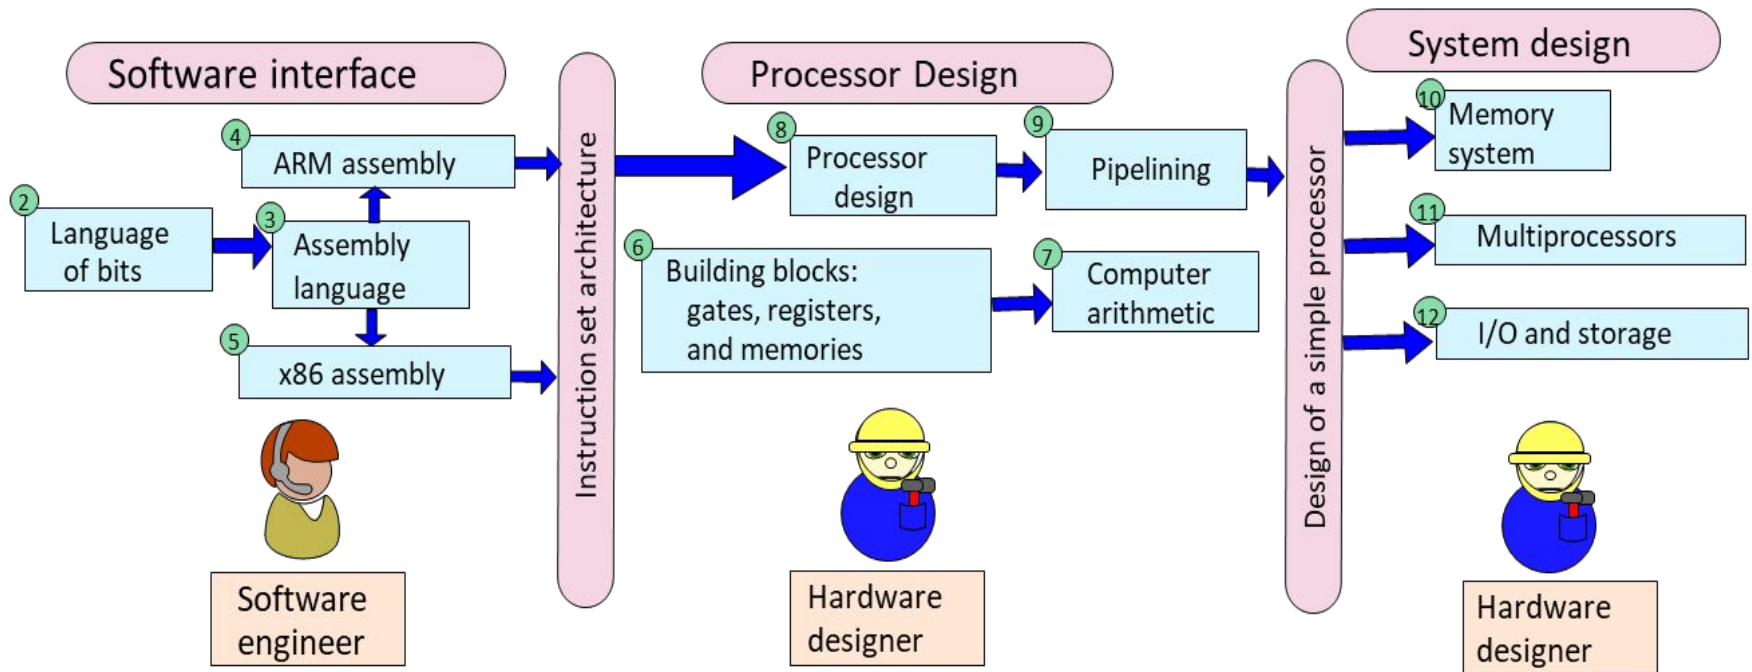 Software interface
4
ARM assembly
2
Language
of bits
3
Assembly
language
5
x86 assembly
Software
engineer
Instruction set architecture
Processor Design
8
Processor
design
9
Pipelining
6
Building blocks:
gates, registers,
and memories
7
Computer
arithmetic
Hardware
designer
Design of a simple processor
System design
10
Memory
system
11
Multiprocessors
12
I/O and storage
Hardware
designer